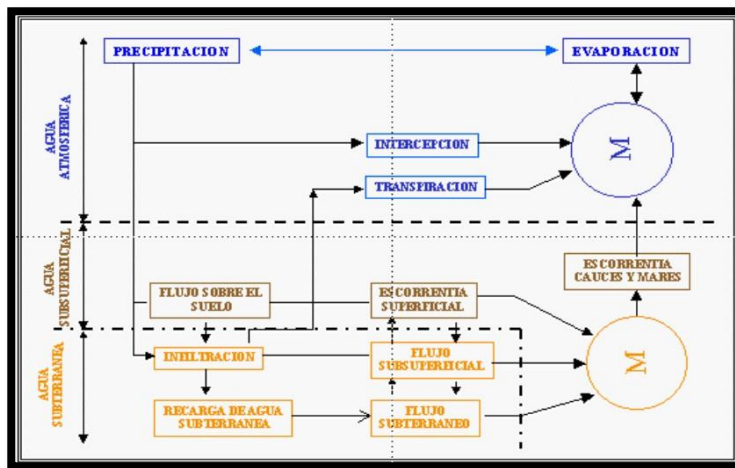 PRECIPITACION
EVAPORACION
AGUA
ATMOSFERICA
INTERCEPCION
M
TRANSPIRACION
AGUA
SUBSUPERFICIAL
ESCORRENTIA
CAUCES Y MARES
FLUJO SOBRE EL
SUELO
ESCORRENTIA
SUPERFICIAL
AGUA
SUBTERRANEA
INFILTRACION
FLUJO
SUBSUPERFICIAL
M
RECARGA DE AGUA
SUBTERRANEA
FLUJO
SUBTERRANEO